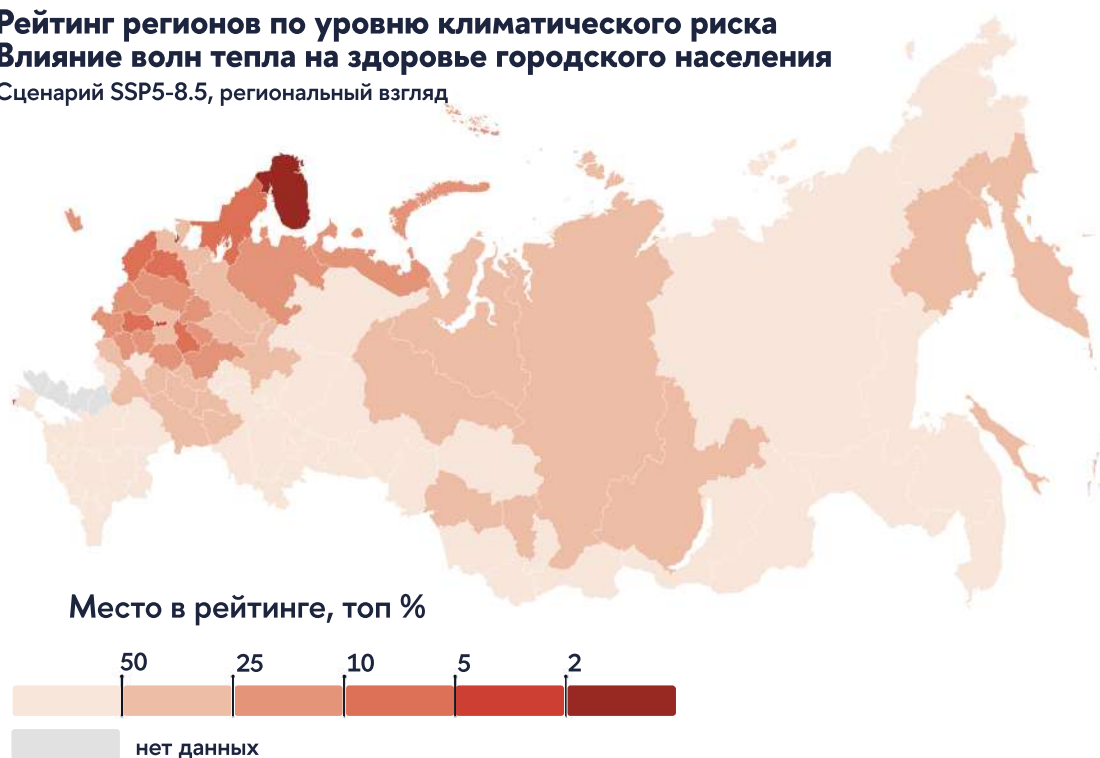 Рейтинг регионов по уровню климатического риска
Влияние волн тепла на здоровье городского населения
Сценарий SSP5-8.5, региональный взгляд
Место в рейтинге, топ %
50 25 10 5 2
нет данных